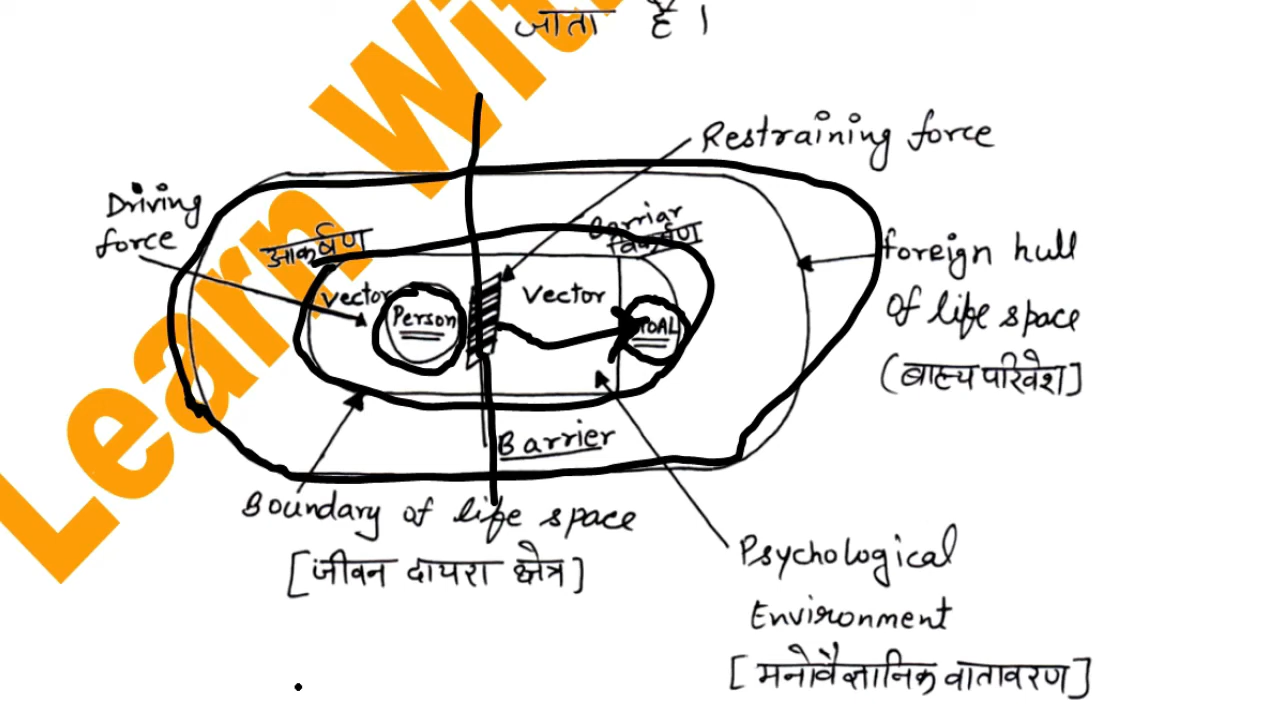 जाता है।
Restraining force
Driving
force
आकर्षण
Barriar
विकर्षण
Vector
Person
Vector
GOAL
foreign hull
of life space
(बाह्य परिवेश]
Barrier
Boundary of life space
[जीवन दायरा क्षेत्र]
Psychological
Environment
[मनोवैज्ञानिक वातावरण]
Learn With